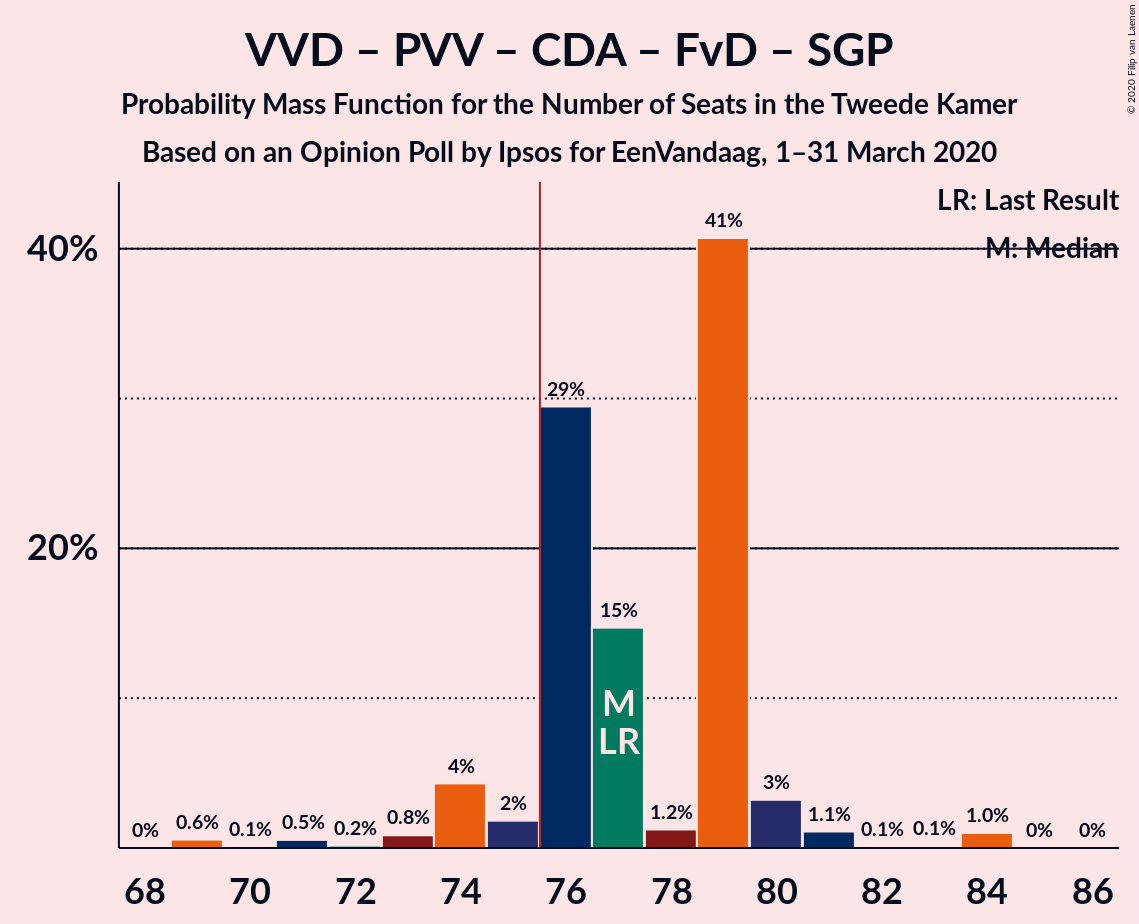 VVD – PVV – CDA – FvD – SGP
Probability Mass Function for the Number of Seats in the Tweede Kamer
Based on an Opinion Poll by Ipsos for EenVandaag, 1–31 March 2020
© 2020 Filip van Laenen
LR: Last Result
M: Median
40%
20%
0%
0.6%
0.1%
0.5%
0.2%
0.8%
4%
2%
29%
15%
1.2%
41%
3%
1.1%
0.1%
0.1%
1.0%
0%
0%
M
LR
68 70 72 74 76 78 80 82 84 86